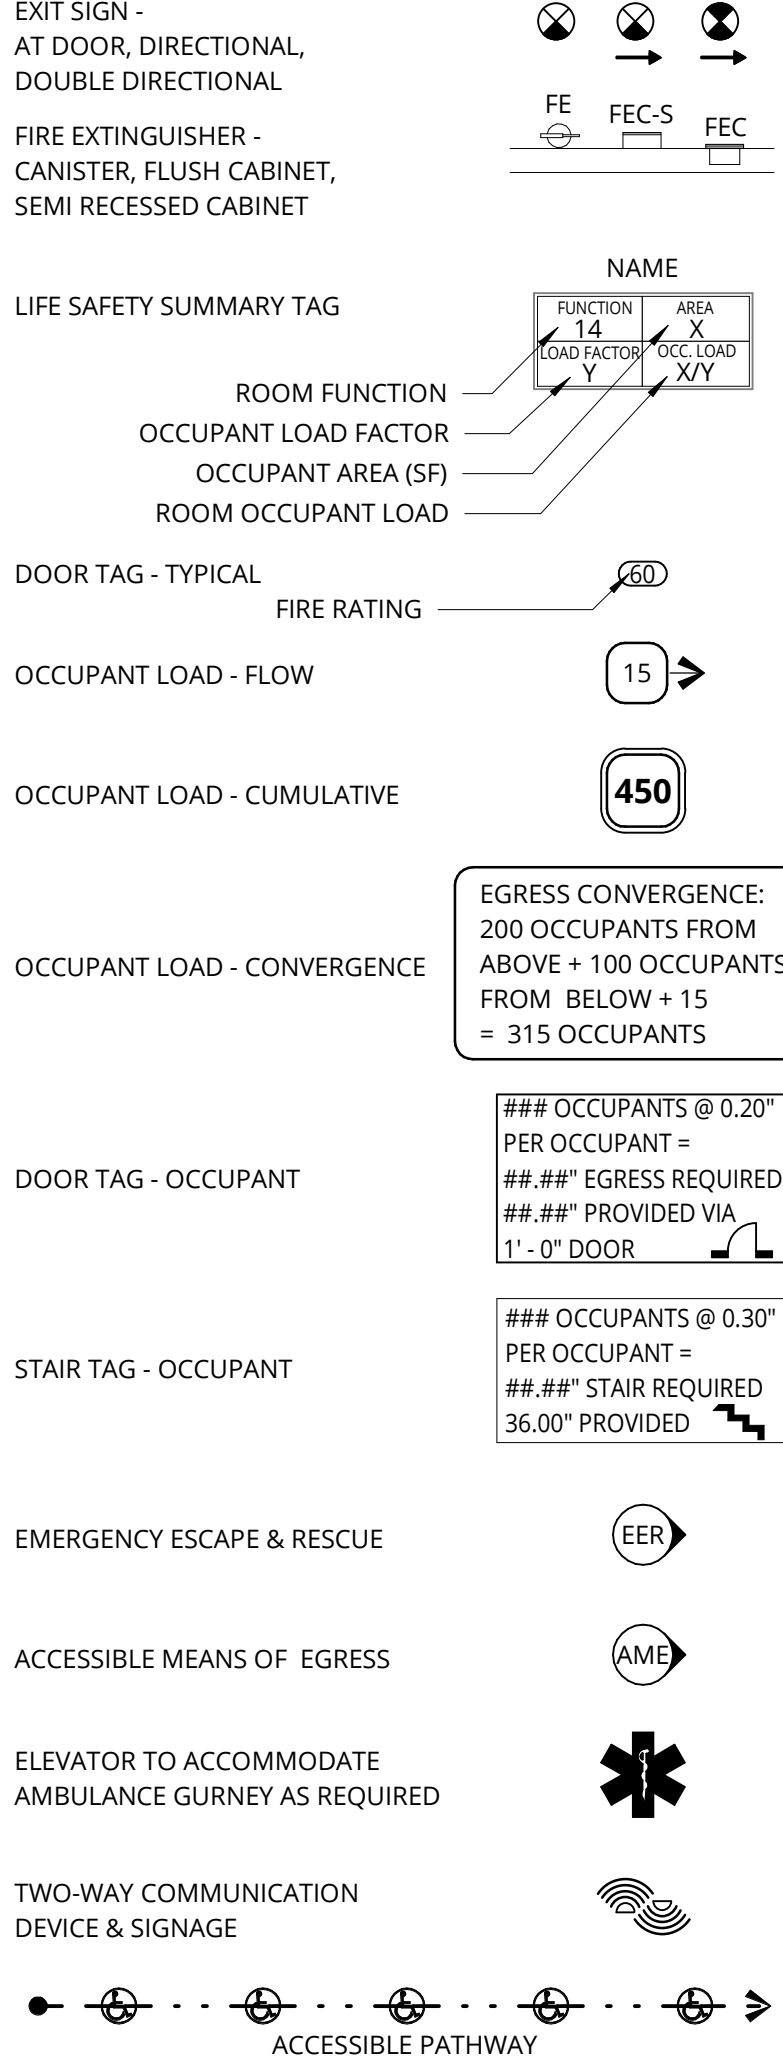 EXIT SIGN -
AT DOOR, DIRECTIONAL,
DOUBLE DIRECTIONAL
FIRE EXTINGUISHER -
CANISTER, FLUSH CABINET,
SEMI RECESSED CABINET
FE
FEC-S
FEC
LIFE SAFETY SUMMARY TAG
NAME
FUNCTION
14
AREA
X
LOAD FACTOR
Y
OCC. LOAD
X/Y
ROOM FUNCTION
OCCUPANT LOAD FACTOR
OCCUPANT AREA (SF)
ROOM OCCUPANT LOAD
DOOR TAG - TYPICAL
60
FIRE RATING
OCCUPANT LOAD - FLOW
15
OCCUPANT LOAD - CUMULATIVE
450
OCCUPANT LOAD - CONVERGENCE
EGRESS CONVERGENCE:
200 OCCUPANTS FROM
ABOVE + 100 OCCUPANTS
FROM BELOW + 15
= 315 OCCUPANTS
DOOR TAG - OCCUPANT
### OCCUPANTS @ 0.20"
PER OCCUPANT =
##.##" EGRESS REQUIRED
##.##" PROVIDED VIA
1' - 0" DOOR
STAIR TAG - OCCUPANT
### OCCUPANTS @ 0.30"
PER OCCUPANT =
##.##" STAIR REQUIRED
36.00" PROVIDED
EMERGENCY ESCAPE & RESCUE
EER
ACCESSIBLE MEANS OF EGRESS
AME
ELEVATOR TO ACCOMMODATE
AMBULANCE GURNEY AS REQUIRED
TWO-WAY COMMUNICATION
DEVICE & SIGNAGE
ACCESSIBLE PATHWAY